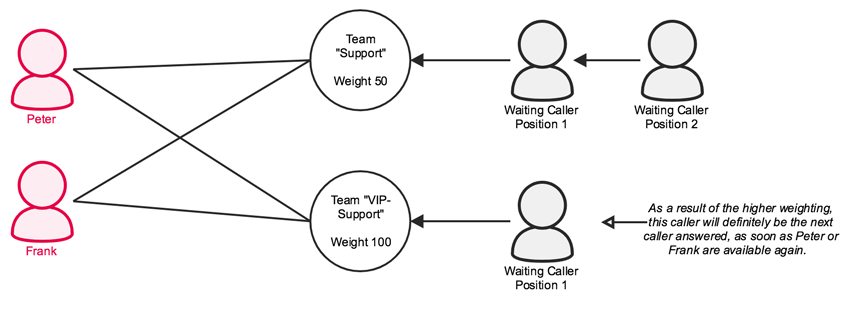 Peter
Frank
Team
"Support"
Weight 50
Waiting Caller
Position 1
Waiting Caller
Position 2
Team "VIP-
Support"
Weight 100
Waiting Caller
Position 1
As a result of the higher weighting,
this caller will definitely be the next
caller answered, as soon as Peter or
Frank are available again.